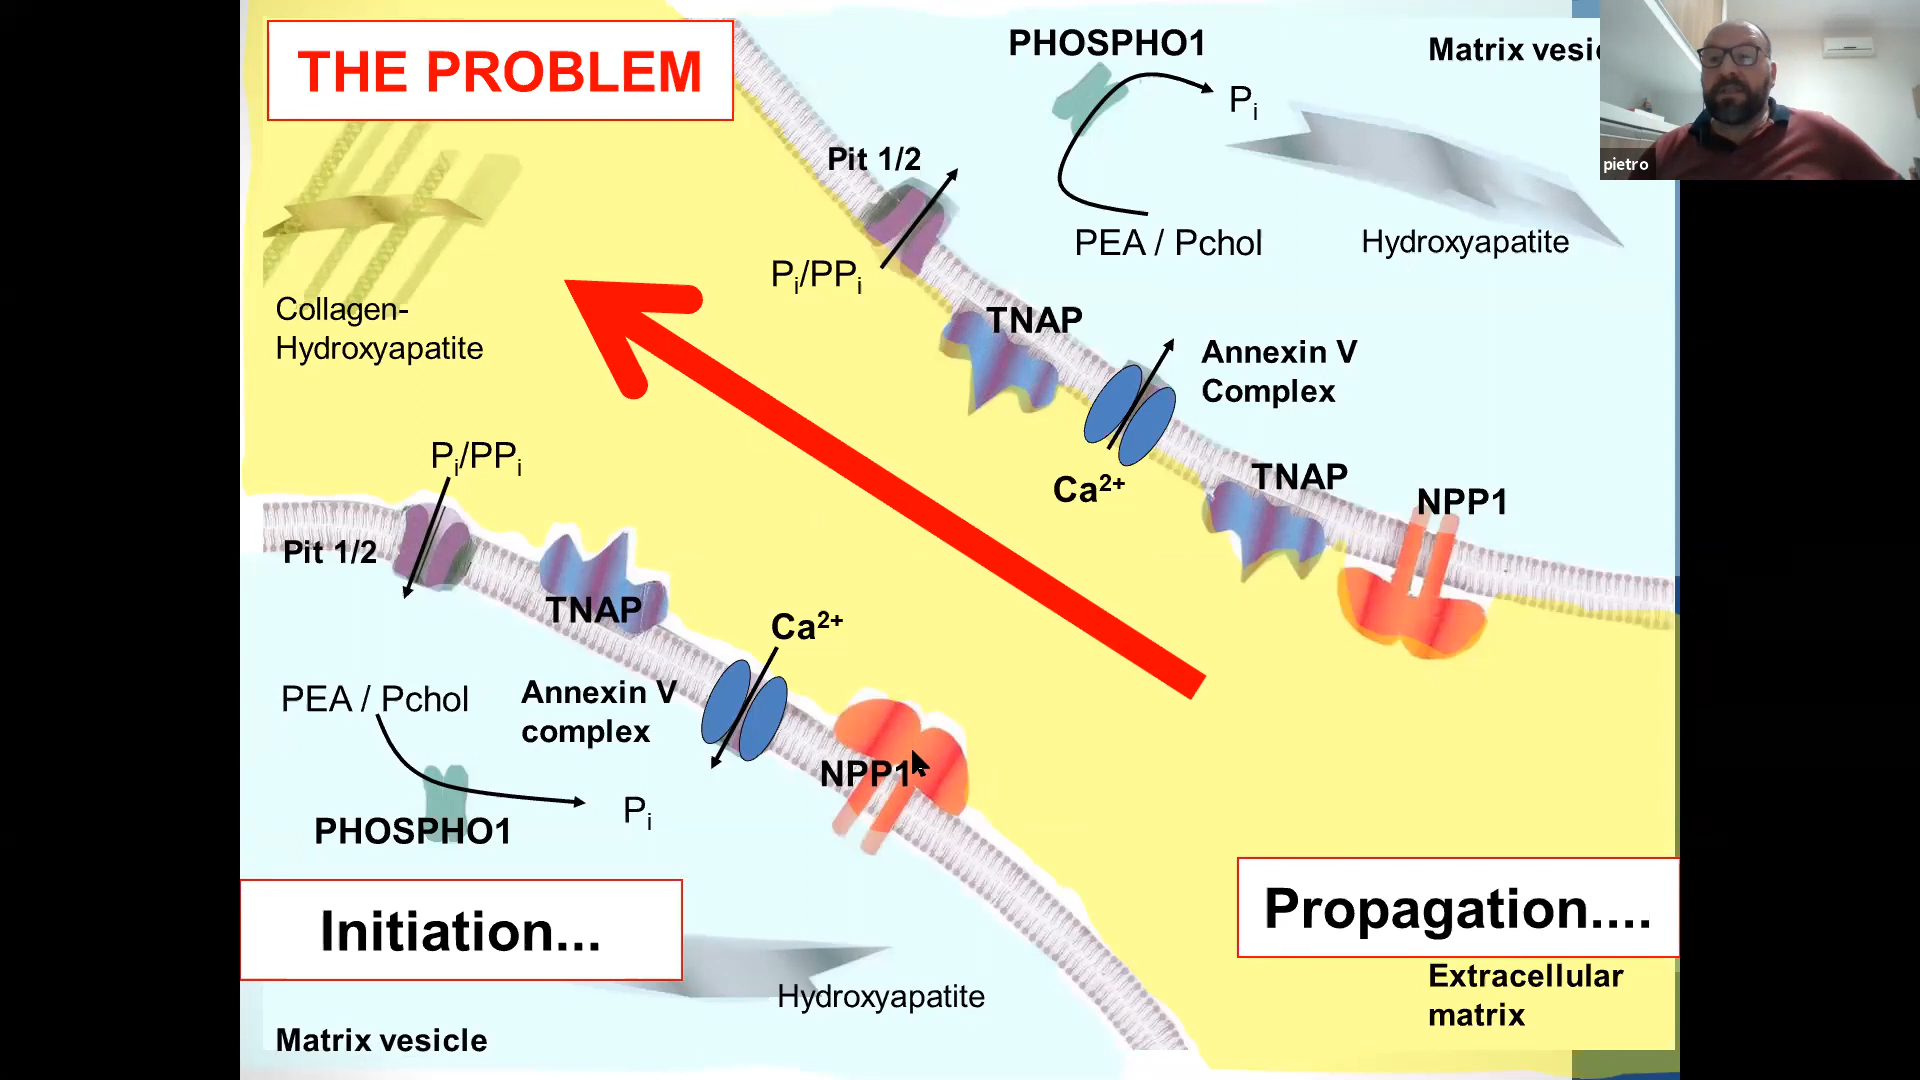 THE PROBLEM
PHOSPHO1
Matrix vesic
pietro
Pi
Pit 1/2
PEA / Pchol
Hydroxyapatite
Pi/PPi
Collagen-
Hydroxyapatite
TNAP
Annexin V
Complex
Ca2+
TNAP
NPP1
Pi/PPi
Pit 1/2
TNAP
Ca2+
PEA / Pchol
Annexin V
complex
NPP1
Pi
PHOSPHO1
Initiation...
Propagation....
Extracellular
matrix
Hydroxyapatite
Matrix vesicle